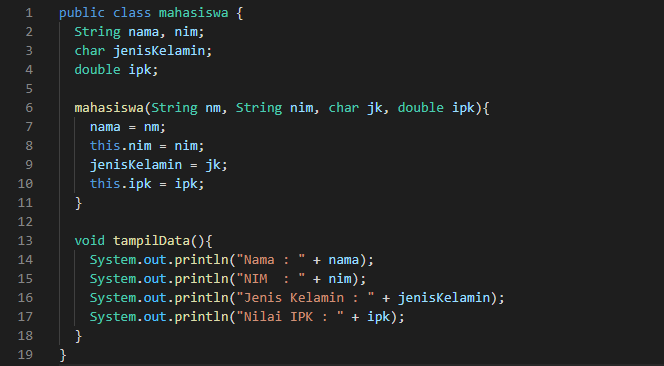 1 public class mahasiswa {
2   String nama, nim;
3   char jenisKelamin;
4   double ipk;
5
6   mahasiswa(String nm, String nim, char jk, double ipk){
7     nama = nm;
8     this.nim = nim;
9     jenisKelamin = jk;
10     this.ipk = ipk;
11   }
12
13   void tampilData(){
14     System.out.println("Nama : " + nama);
15     System.out.println("NIM  : " + nim);
16     System.out.println("Jenis Kelamin : " + jenisKelamin);
17     System.out.println("Nilai IPK : " + ipk);
18   }
19 }